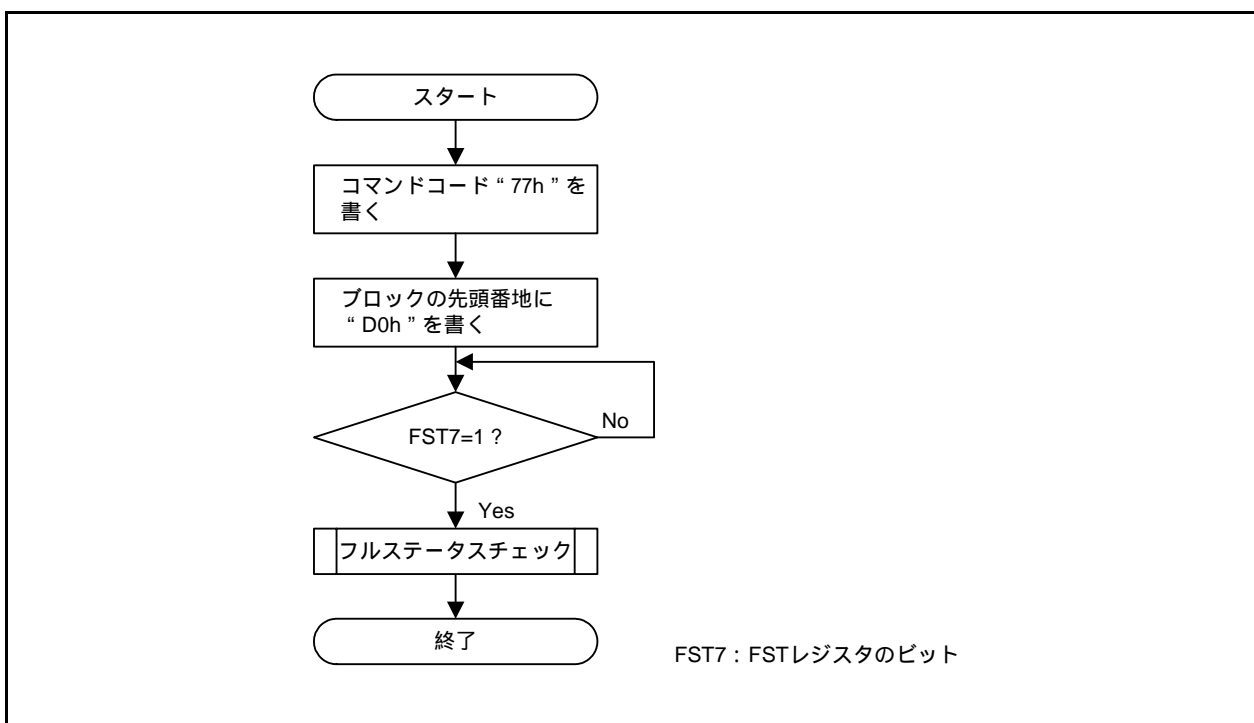 スタート
コマンドコード“ 77h ”を
書く
ブロックの先頭番地に
“ D0h ”を書く
FST7=1 ?
No
Yes
フルステータスチェック
終了
FST7 : FSTレジスタのビット